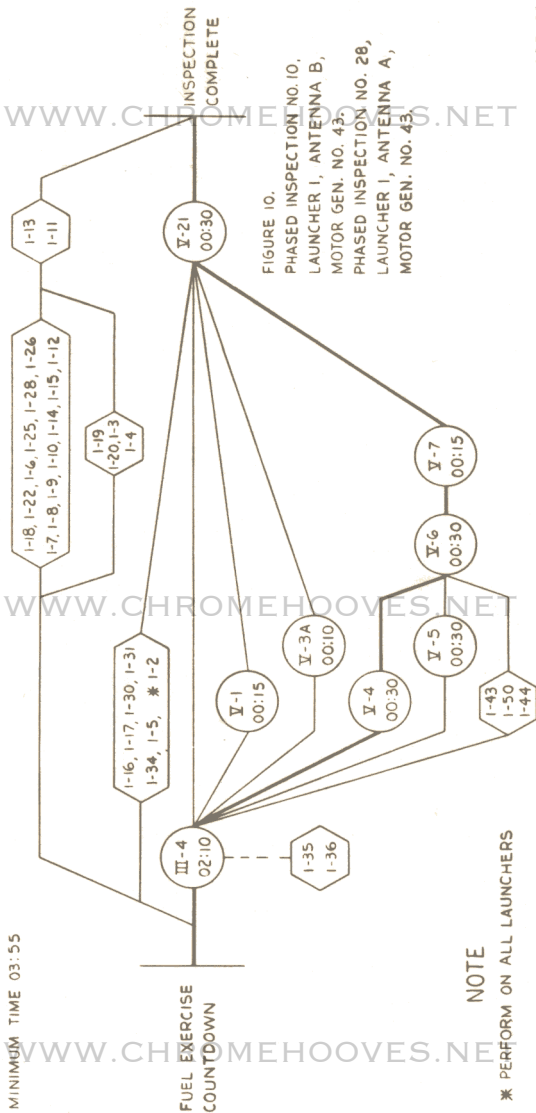 MINIMUM TIME 03:55
FUEL EXERCISE
COUNTDOWN
III-4
02:10
1-35
1-36
1-16, 1-17, 1-30, 1-31
1-34, 1-5, * 1-2
1-18, 1-22, 1-6, 1-25, 1-28, 1-26
1-7, 1-8, 1-9, 1-10, 1-14, 1-15, 1-12
1-19
1-20, 1-3
1-4
1-13
1-11
V-1
00:15
V-3A
00:10
V-4
00:30
V-5
00:30
1-43
1-50
1-44
V-6
00:30
V-7
00:15
V-21
00:30
INSPECTION
COMPLETE
FIGURE 10.
PHASED INSPECTION NO. 10,
LAUNCHER 1, ANTENNA B,
MOTOR GEN. NO. 43.
PHASED INSPECTION NO. 28,
LAUNCHER 1, ANTENNA A,
MOTOR GEN. NO. 43.
NOTE
* PERFORM ON ALL LAUNCHERS
WWW.CHROMEHOOVES.NET
WWW.CHROMEHOOVES.NET
WWW.CHROMEHOOVES.NET